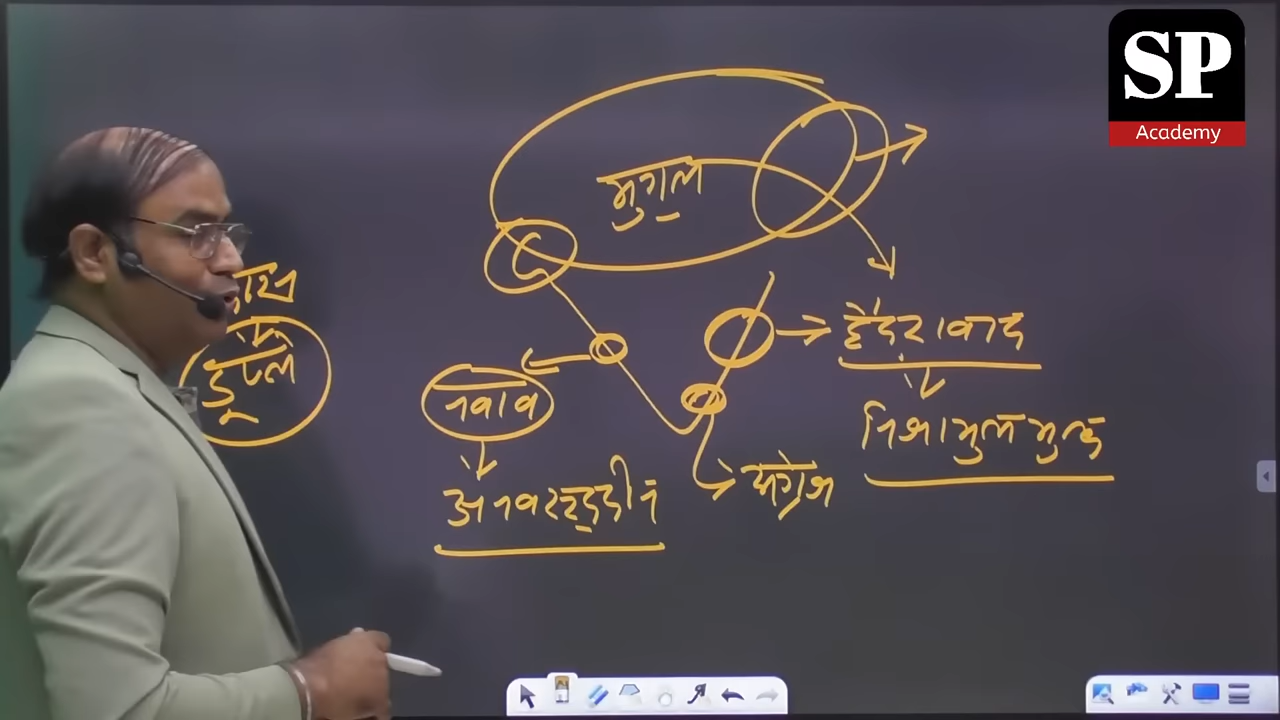 SP
Academy
मुगल
डूप्ले
हैदराबाद
नवाब
निजामुल मुल्क
अंग्रेज
अनवरुद्दीन